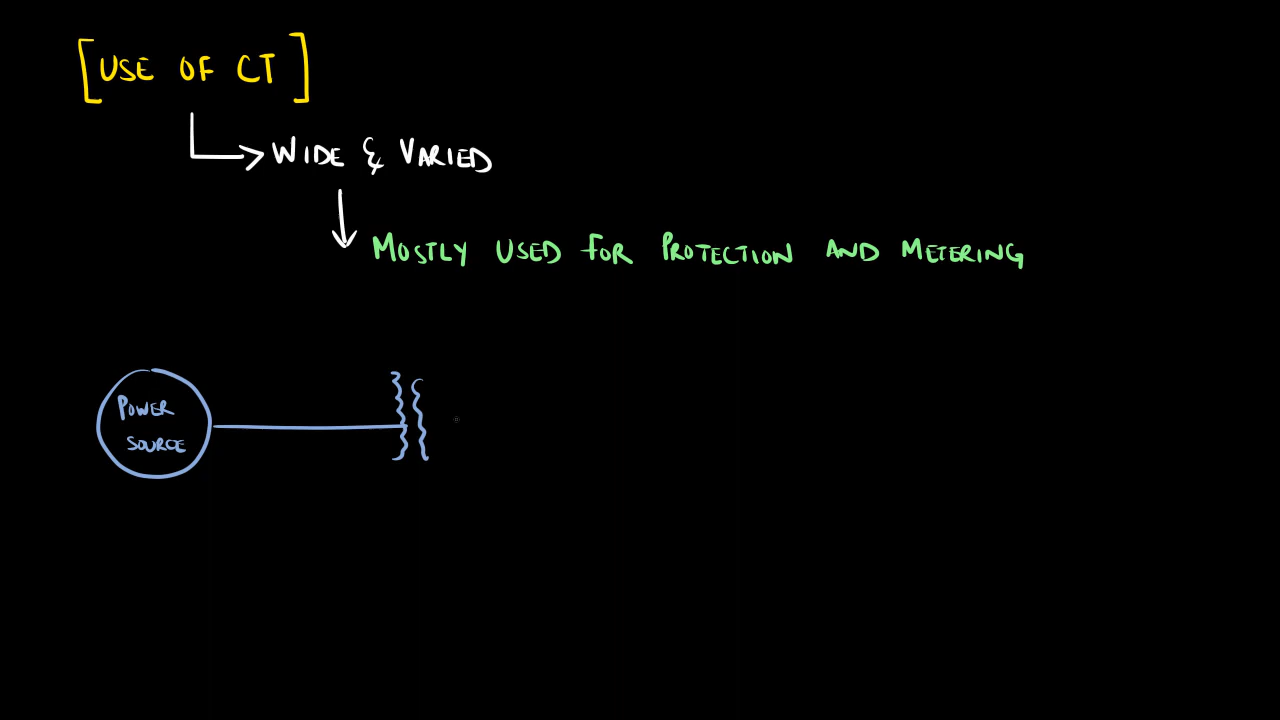 [USE OF CT]
WIDE & VARIED
MOSTLY USED FOR PROTECTION AND METERING
POWER
SOURCE